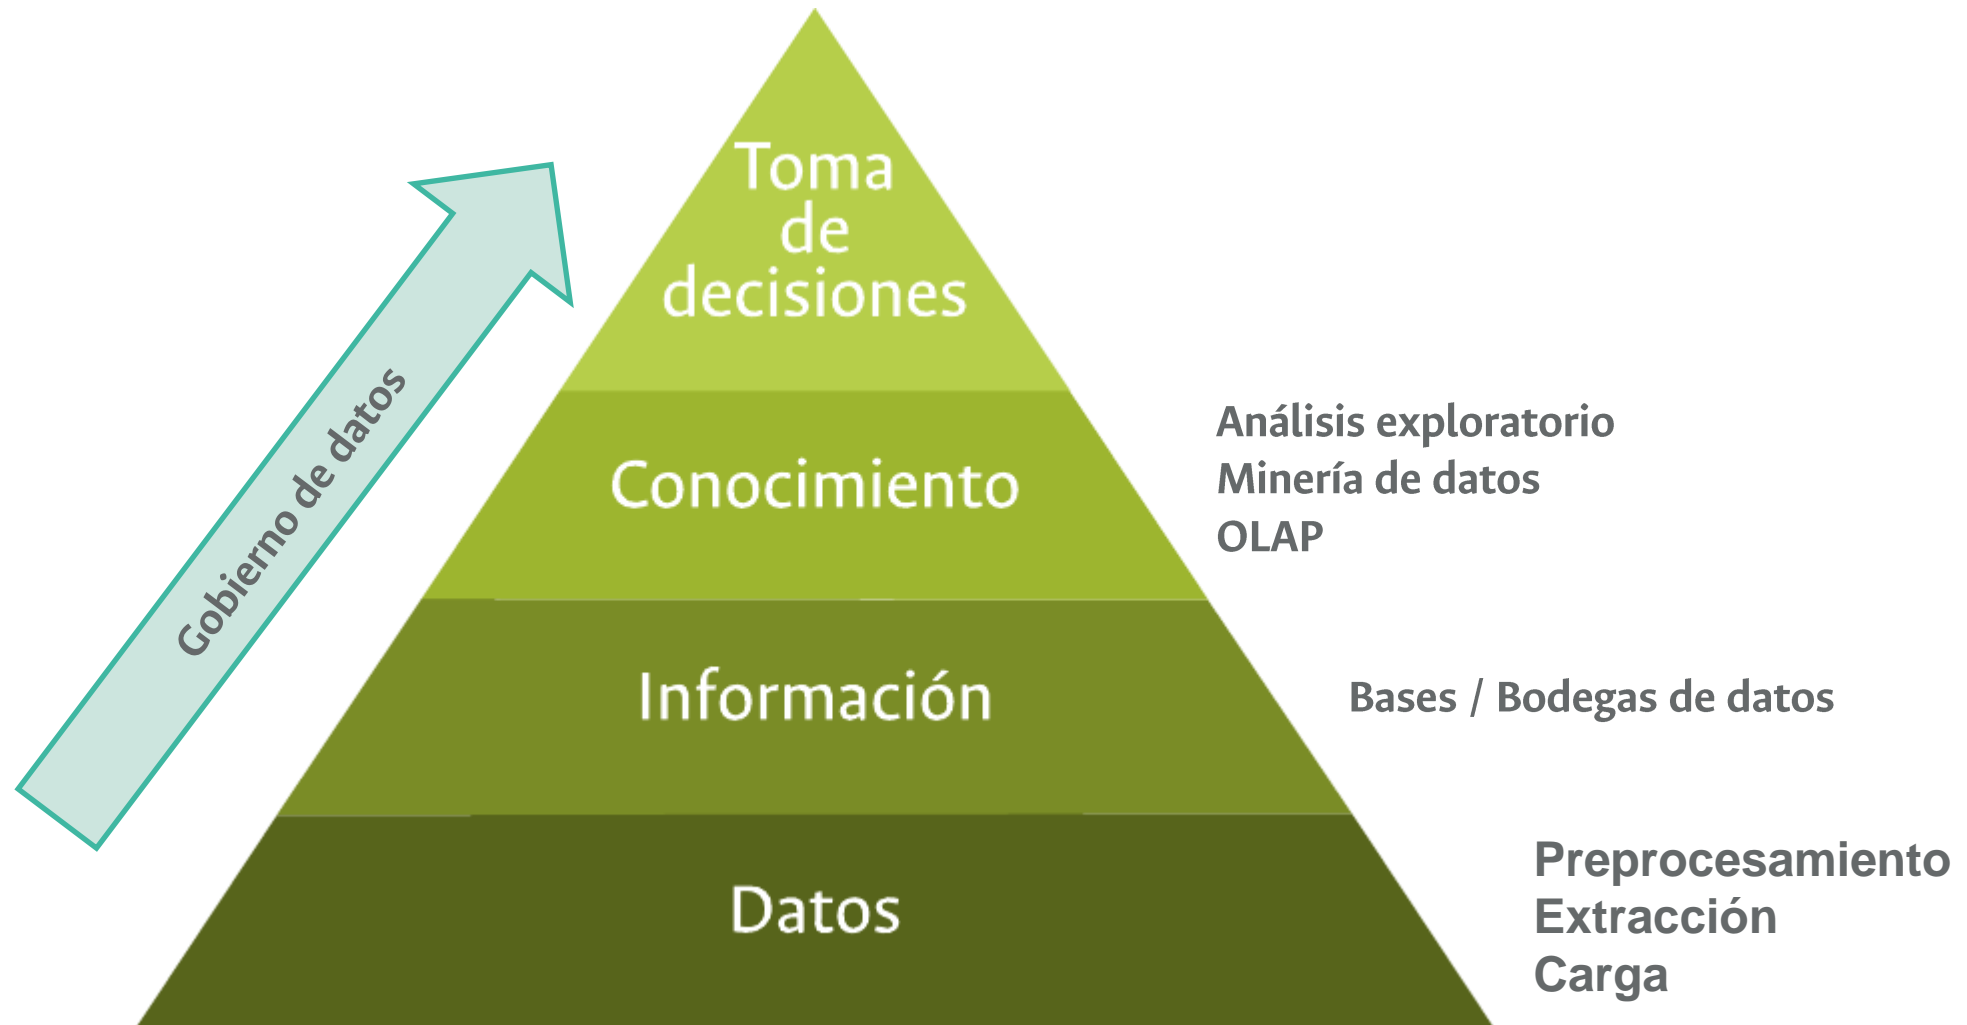 Toma
de
decisiones
Gobierno de datos
Conocimiento
Análisis exploratorio
Minería de datos
OLAP
Información
Bases / Bodegas de datos
Datos
Preprocesamiento
Extracción
Carga